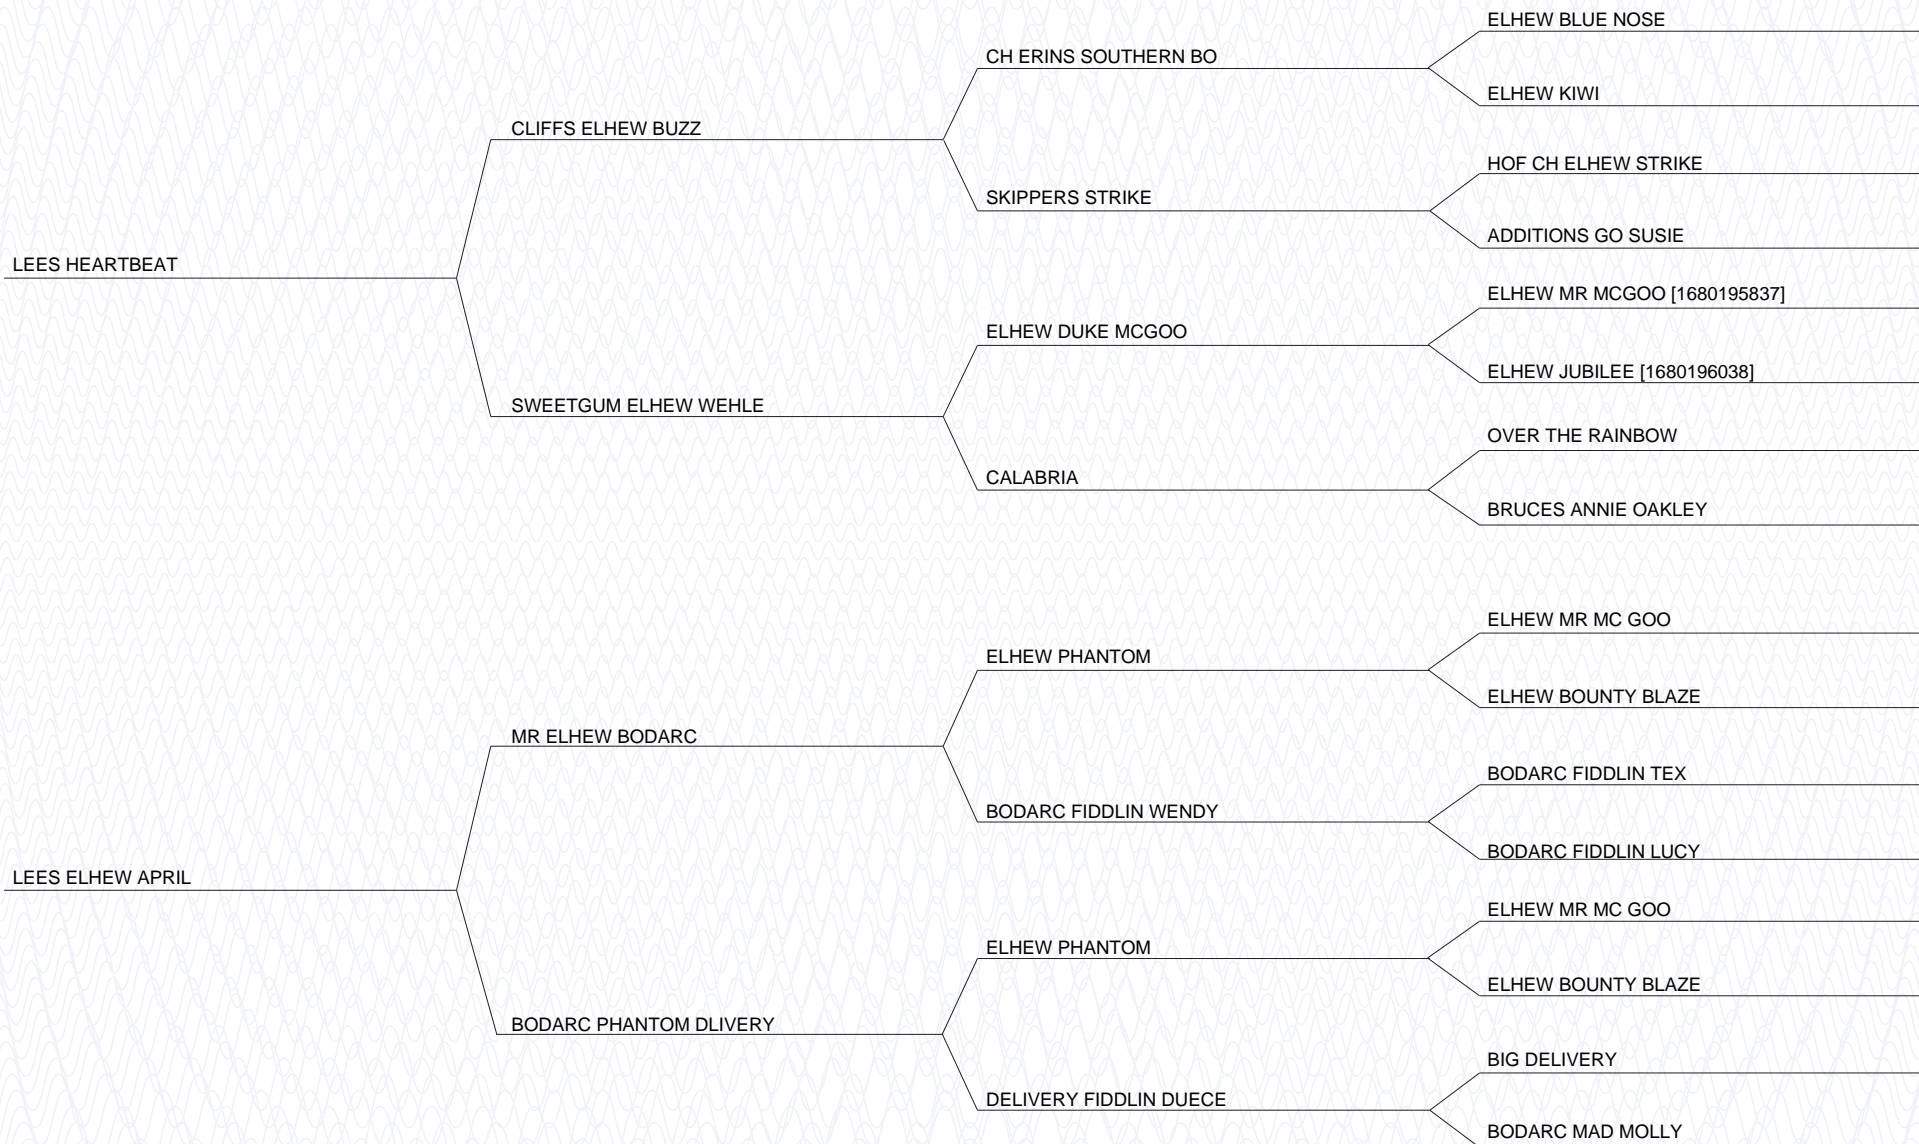 ELHEW BLUE NOSE
CH ERINS SOUTHERN BO
ELHEW KIWI
CLIFFS ELHEW BUZZ
HOF CH ELHEW STRIKE
SKIPPERS STRIKE
ADDITIONS GO SUSIE
LEES HEARTBEAT
ELHEW MR MCGOO [1680195837]
ELHEW DUKE MCGOO
ELHEW JUBILEE [1680196038]
SWEETGUM ELHEW WEHLE
OVER THE RAINBOW
CALABRIA
BRUCES ANNIE OAKLEY
ELHEW MR MC GOO
ELHEW PHANTOM
ELHEW BOUNTY BLAZE
MR ELHEW BODARC
BODARC FIDDLIN TEX
BODARC FIDDLIN WENDY
BODARC FIDDLIN LUCY
LEES ELHEW APRIL
ELHEW MR MC GOO
ELHEW PHANTOM
ELHEW BOUNTY BLAZE
BODARC PHANTOM DLIVERY
BIG DELIVERY
DELIVERY FIDDLIN DUECE
BODARC MAD MOLLY